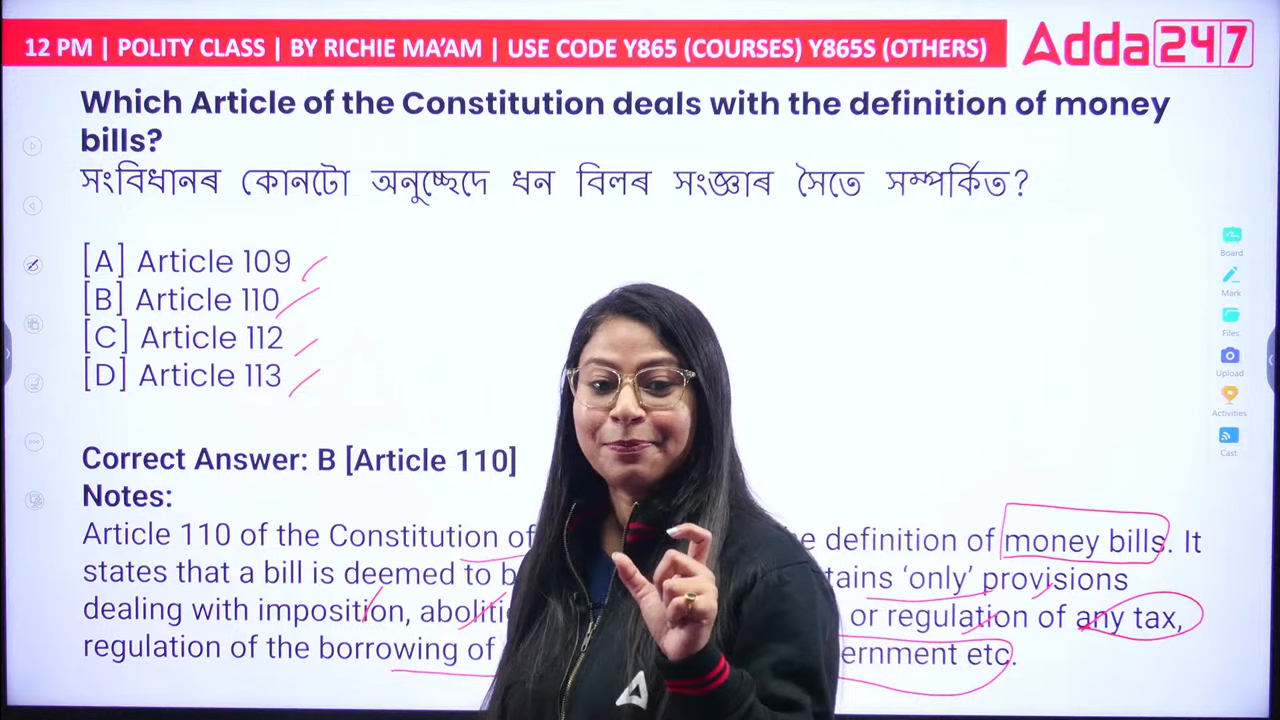 12 PM | POLITY CLASS | BY RICHIE MA'AM | USE CODE Y865 (COURSES) Y865S (OTHERS)
Adda247
Which Article of the Constitution deals with the definition of money
bills?
সংবিধানৰ কোনটো অনুচ্ছেদে ধন বিলৰ সংজ্ঞাৰ সৈতে সম্পৰ্কিত?
[A] Article 109
[B] Article 110
[C] Article 112
[D] Article 113
Board
Mark
Files
Upload
Activities
Cast
Correct Answer: B [Article 110]
Notes:
Article 110 of the Constitution of definition of money bills. It
states that a bill is deemed to 'only' provisions
dealing with imposition, or regulation of any tax,
regulation of the borrowing of etc.